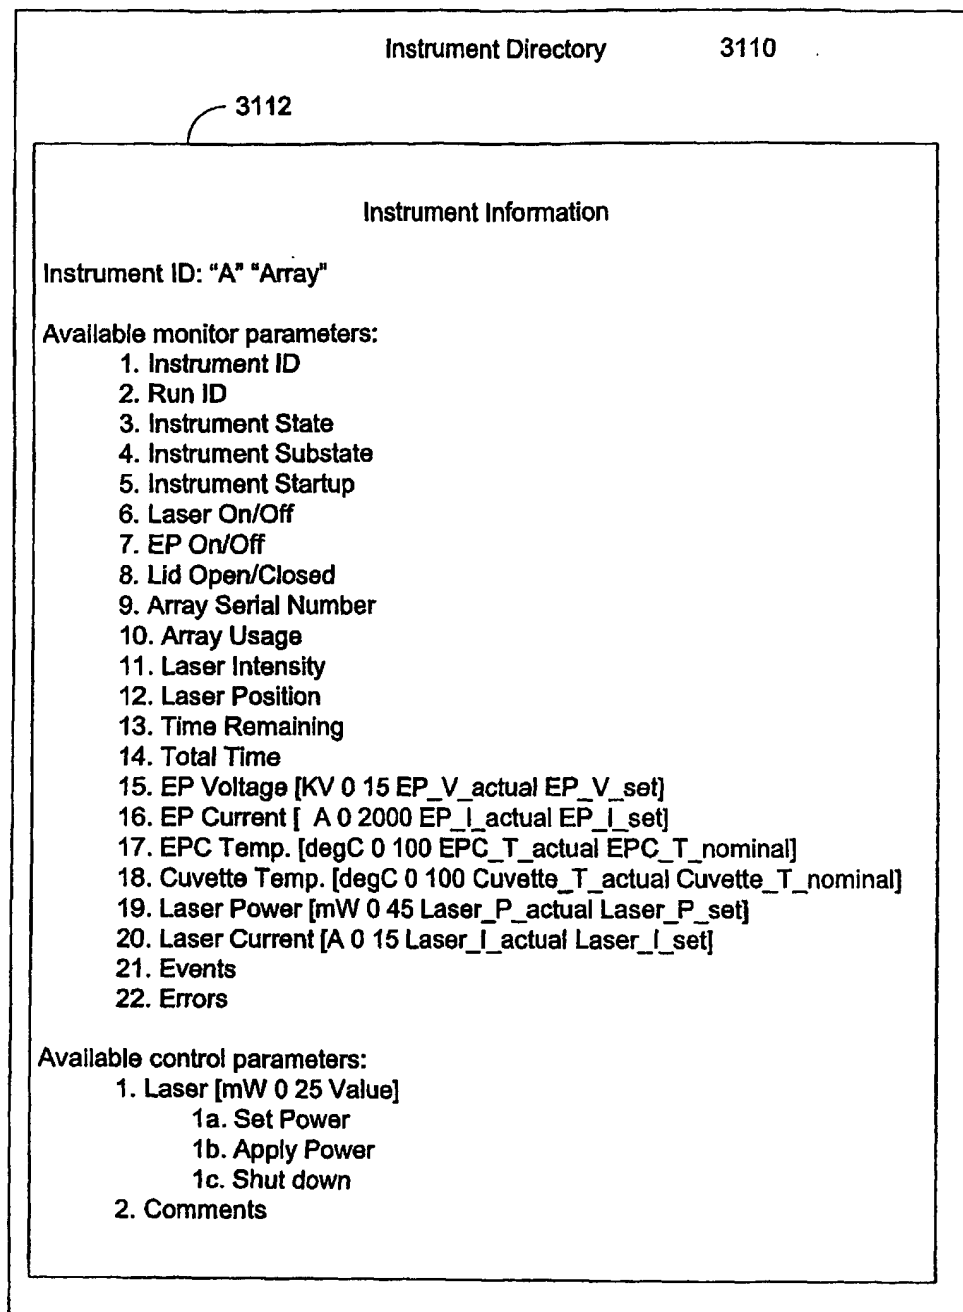 Instrument Directory 3110
3112
Instrument Information
Instrument ID: "A" "Array"
Available monitor parameters:
1. Instrument ID
2. Run ID
3. Instrument State
4. Instrument Substate
5. Instrument Startup
6. Laser On/Off
7. EP On/Off
8. Lid Open/Closed
9. Array Serial Number
10. Array Usage
11. Laser Intensity
12. Laser Position
13. Time Remaining
14. Total Time
15. EP Voltage [KV 0 15 EP_V_actual EP_V_set]
16. EP Current [ A 0 2000 EP_I_actual EP_I_set]
17. EPC Temp. [degC 0 100 EPC_T_actual EPC_T_nominal]
18. Cuvette Temp. [degC 0 100 Cuvette_T_actual Cuvette_T_nominal]
19. Laser Power [mW 0 45 Laser_P_actual Laser_P_set]
20. Laser Current [A 0 15 Laser_I_actual Laser_I_set]
21. Events
22. Errors
Available control parameters:
1. Laser [mW 0 25 Value]
1a. Set Power
1b. Apply Power
1c. Shut down
2. Comments